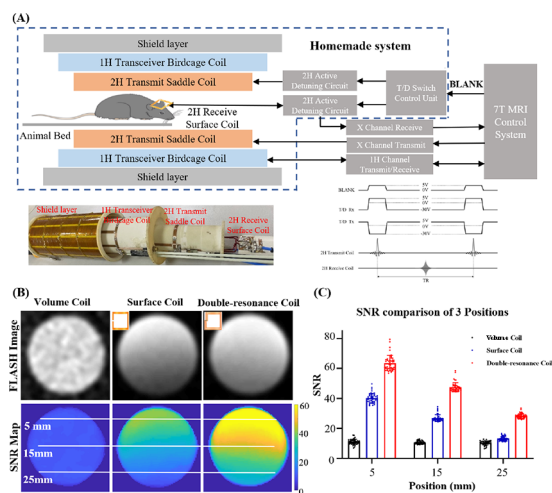 (A)
Shield layer
Homemade system
1H Transceiver Birdcage Coil
2H Transmit Saddle Coil
2H Active
Detuning Circuit
T/D Switch
Control Unit
BLANK
7T MRI
Control
System
2H Active
Detuning Circuit
2H Receive
Surface Coil
Animal Bed
X Channel Receive
2H Transmit Saddle Coil
X Channel Transmit
1H Transceiver Birdcage Coil
1H Channel
Transmit/Receive
Shield layer
Shield layer
1H Transceiver
Birdcage Coil
2H Transmit
Saddle Coil
2H Receive
Surface Coil
BLANK
5V
0V
T/D Tx
5V
0V
-36V
T/D Rx
5V
0V
-36V
2H Transmit Coil
2H Receive Coil
TR
(B)
Volume Coil
Surface Coil
Double-resonance Coil
FLASH Image
SNR Map
5 mm
15mm
25mm
60
40
20
0
(C)
SNR comparison of 3 Positions
Volume Coil
Surface Coil
Double-resonance Coil
SNR
80
60
40
20
0
5
15
25
Position (mm)